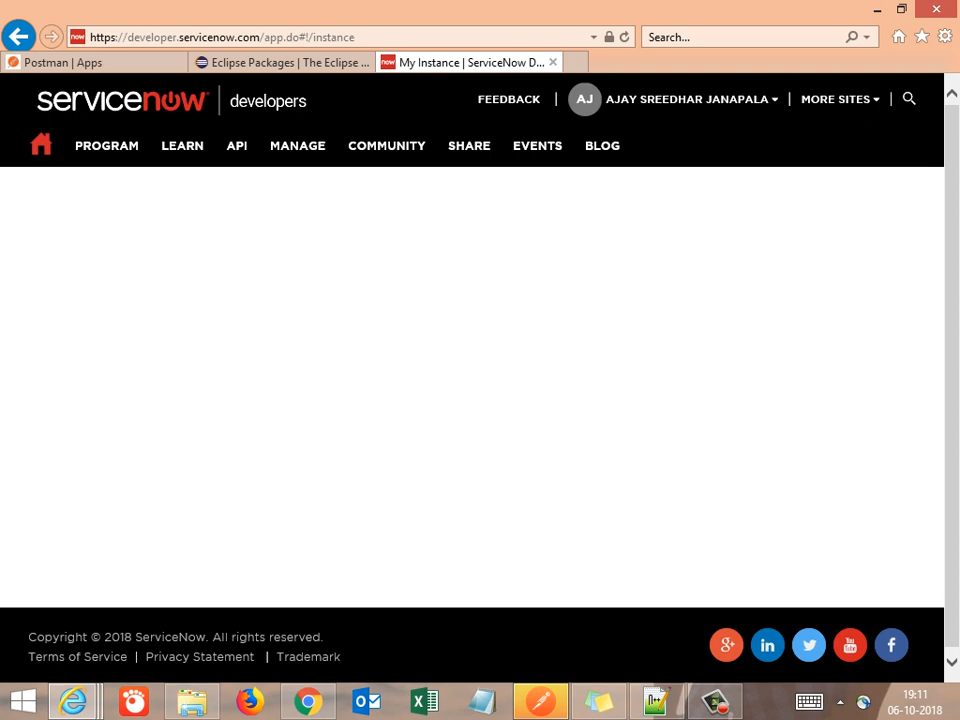 https://developer.servicenow.com/app.do#!/instance
Search...
Postman | Apps
Eclipse Packages | The Eclipse ...
now My Instance | ServiceNow D...
servicenow | developers
FEEDBACK | AJ AJAY SREEDHAR JANAPALA | MORE SITES |
PROGRAM LEARN API MANAGE COMMUNITY SHARE EVENTS BLOG
Copyright © 2018 ServiceNow. All rights reserved.
Terms of Service | Privacy Statement | Trademark
19:11
06-10-2018